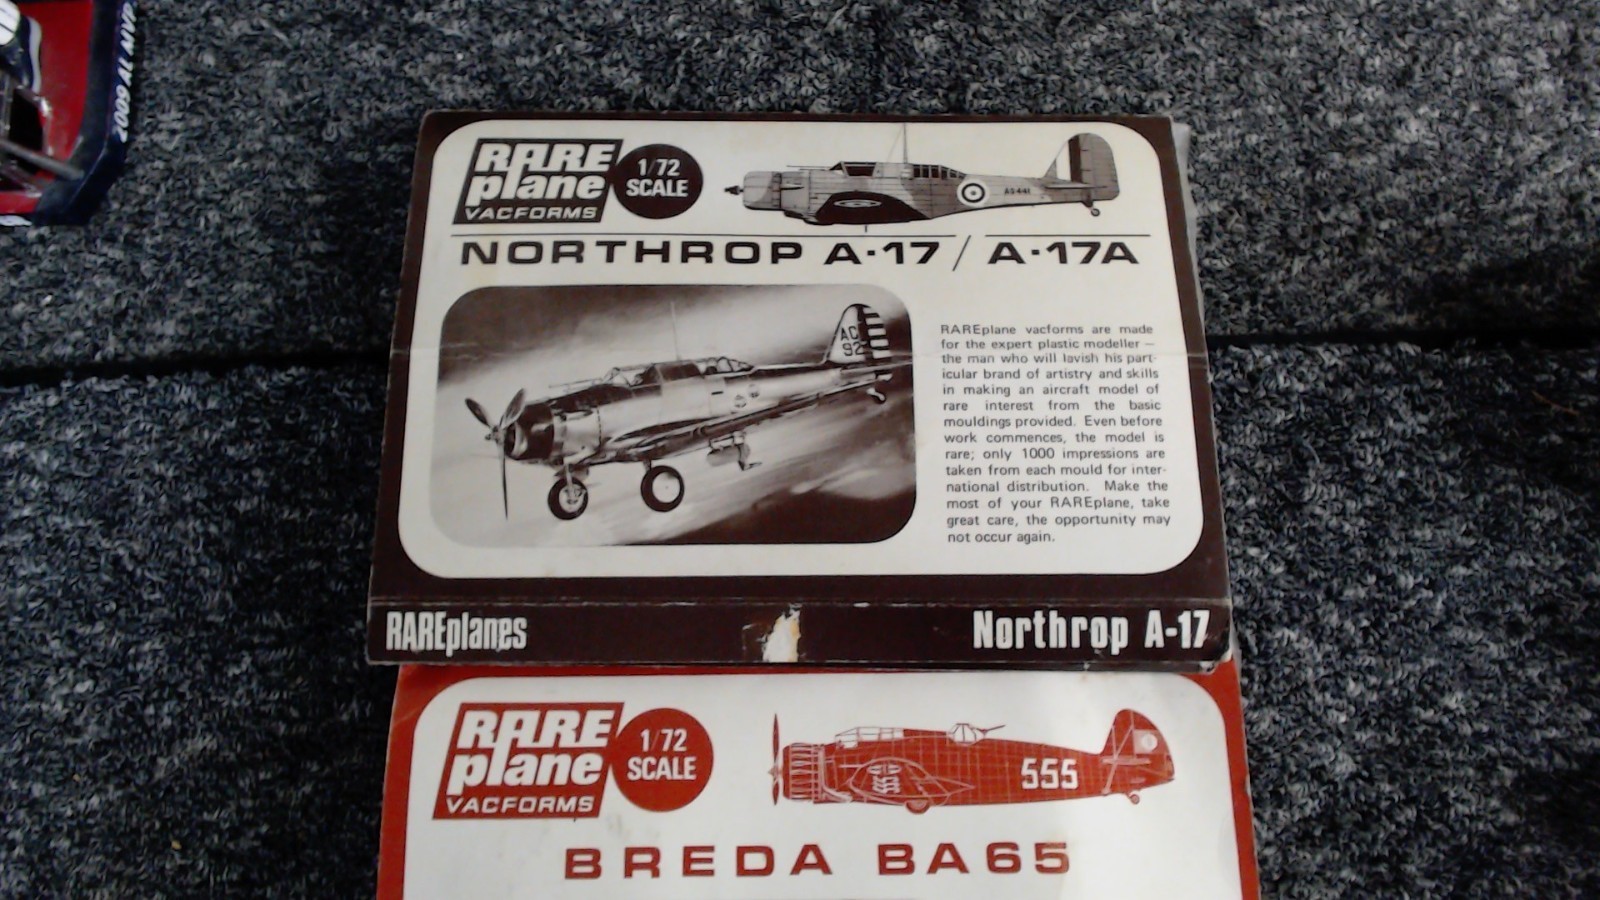 2009 AL MVP
RARE
plane
VACFORMS
1/72
SCALE
AS441
NORTHROP A·17 / A·17A
AC
92
RAREplane vacforms are made
for the expert plastic modeller —
the man who will lavish his part-
icular brand of artistry and skills
in making an aircraft model of
rare interest from the basic
mouldings provided. Even before
work commences, the model is
rare; only 1000 impressions are
taken from each mould for inter-
national distribution. Make the
most of your RAREplane, take
great care, the opportunity may
not occur again.
RAREplanes
Northrop A-17
RARE
plane
VACFORMS
1/72
SCALE
555
BREDA BA65